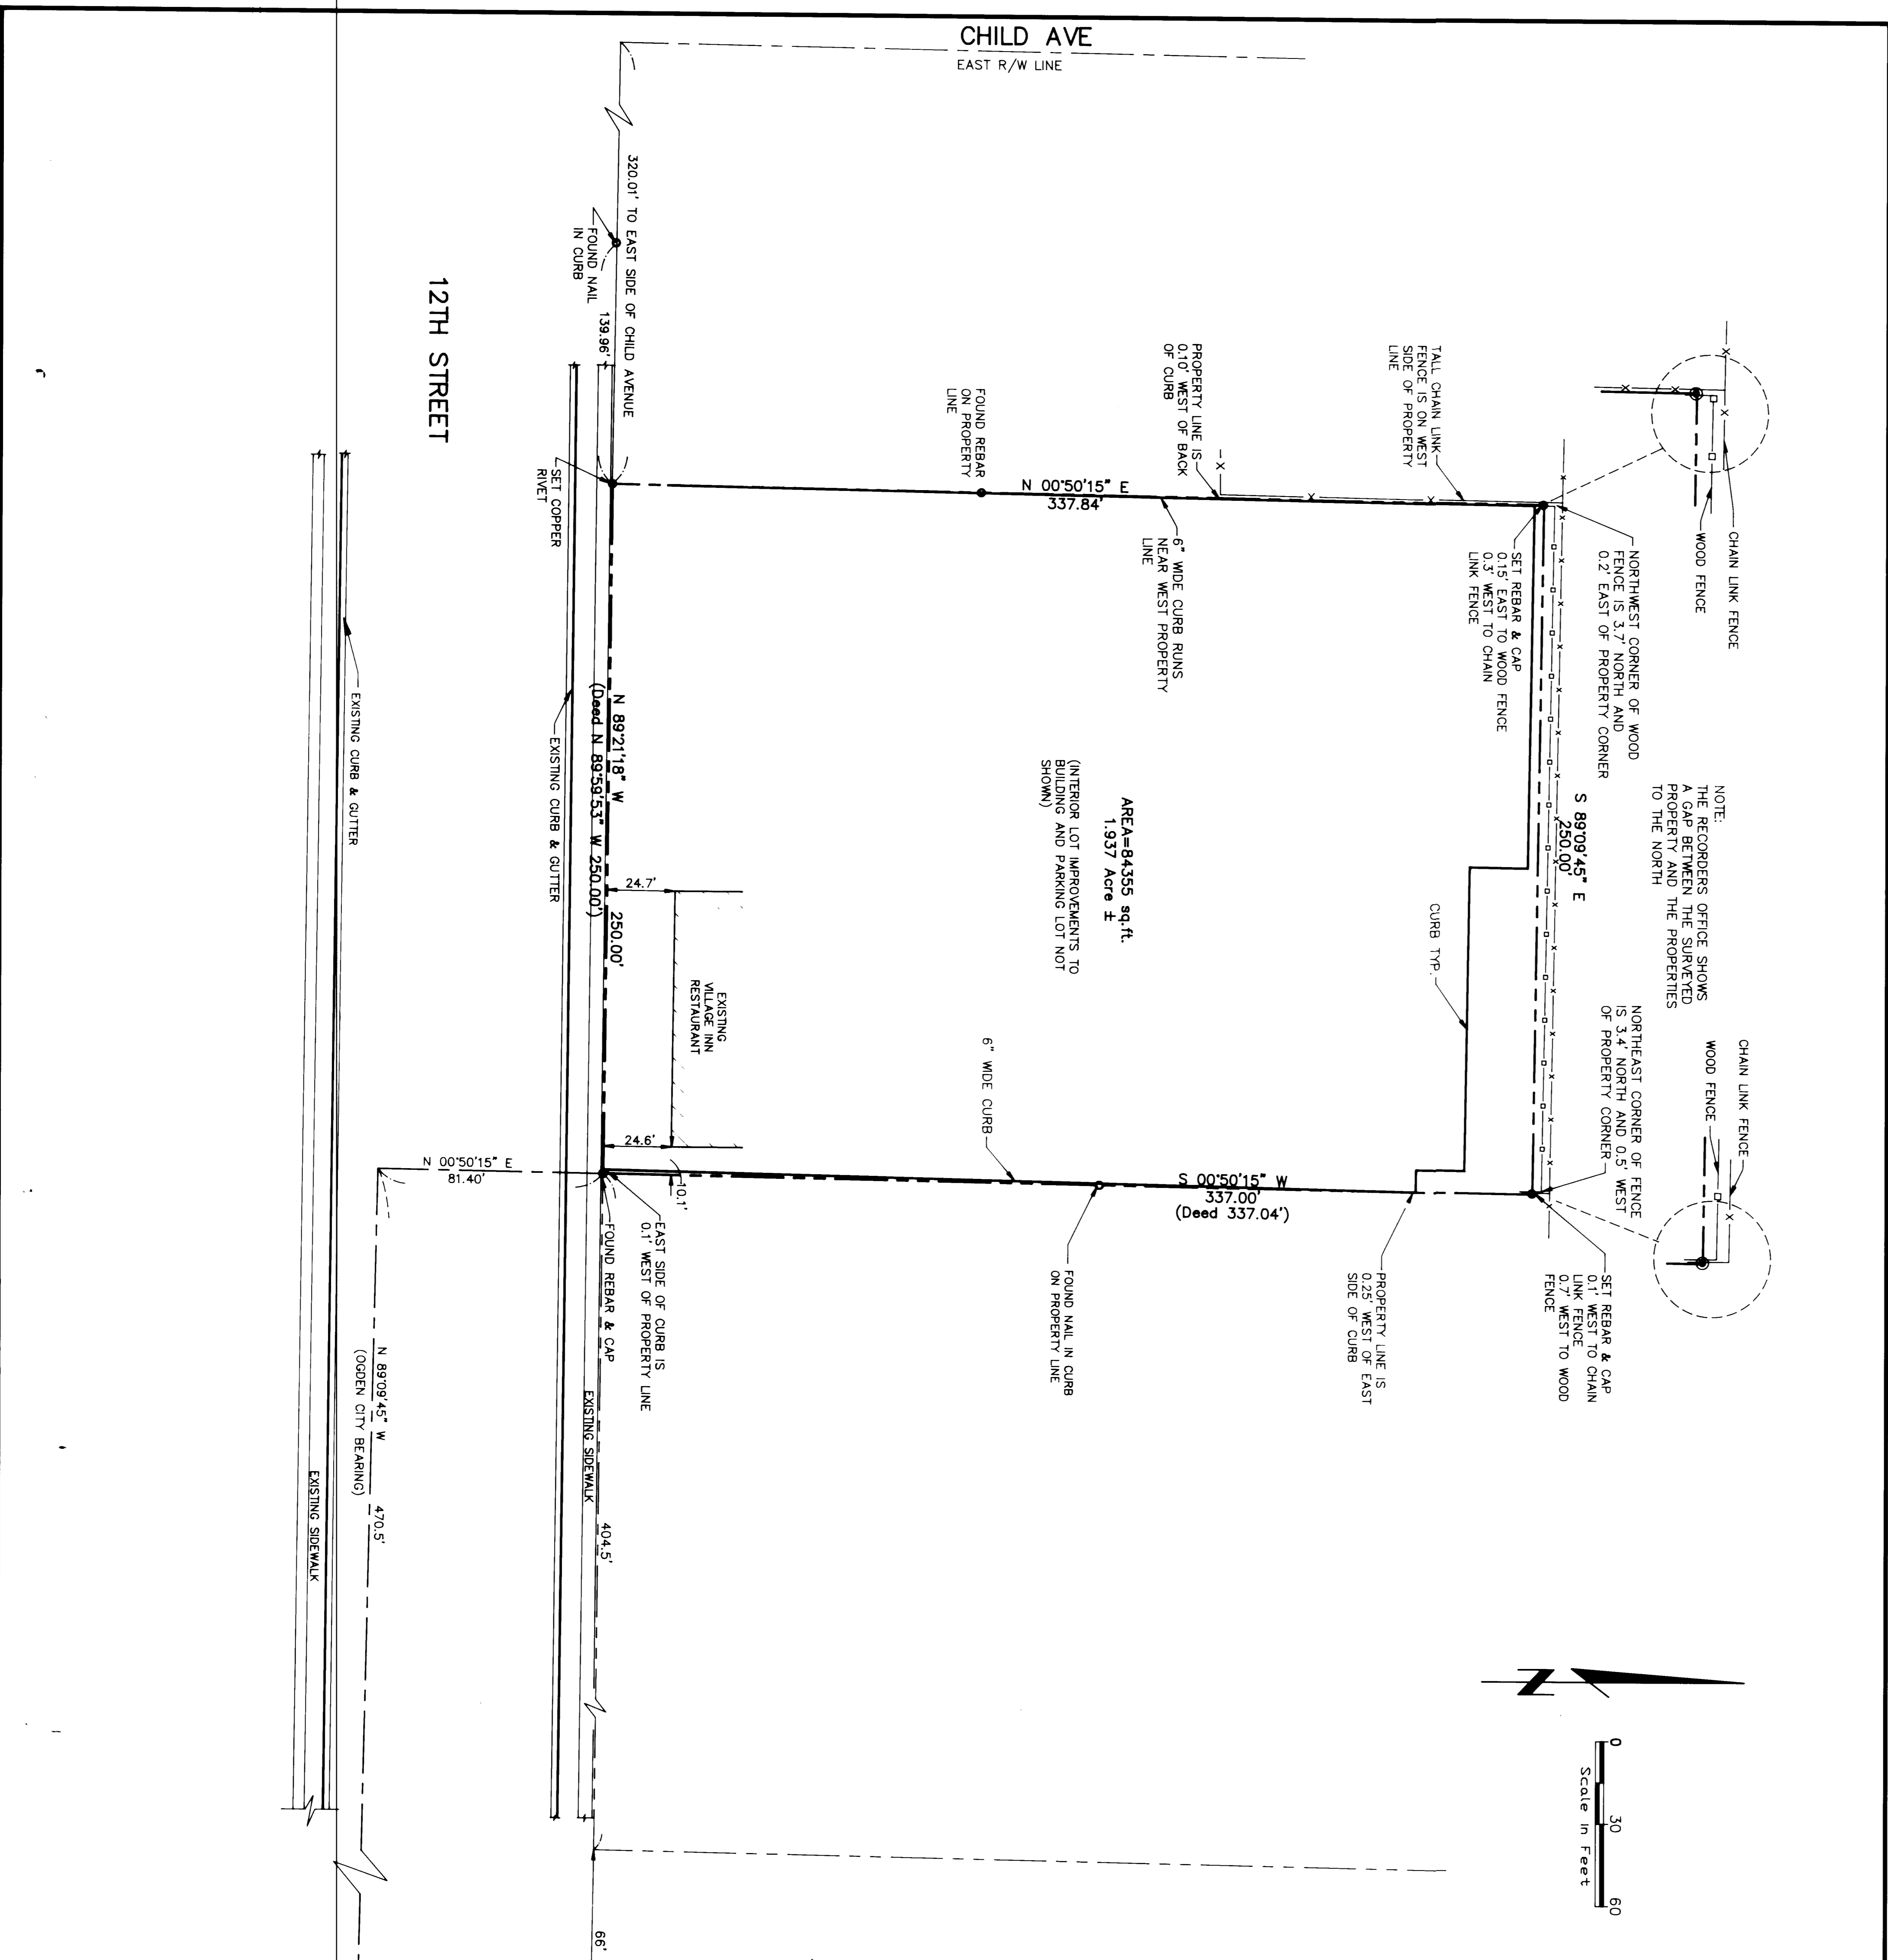 CHILD AVE
EAST R/W LINE
320.01' TO EAST SIDE OF CHILD AVENUE
FOUND NAIL
IN CURB
139.96'
12TH STREET
SET COPPER
RIVET
FOUND REBAR
ON PROPERTY
LINE
N 00°50'15" E
337.84'
PROPERTY LINE IS
0.10' WEST OF BACK
OF CURB
X
6" WIDE CURB RUNS
NEAR WEST PROPERTY
LINE
TALL CHAIN LINK
FENCE IS ON WEST
SIDE OF PROPERTY
LINE
CHAIN LINK FENCE
WOOD FENCE
NORTHWEST CORNER OF WOOD
FENCE IS 3.7' NORTH AND
0.2' EAST OF PROPERTY CORNER
SET REBAR & CAP
0.15' EAST TO WOOD FENCE
0.3' WEST TO CHAIN
LINK FENCE
NOTE:
THE RECORDERS OFFICE SHOWS
A GAP BETWEEN THE SURVEYED
PROPERTY AND THE PROPERTIES
TO THE NORTH
S 89°09'45" E
250.00'
AREA=84355 sq.ft.
1.937 Acre ±
(INTERIOR LOT IMPROVEMENTS TO
BUILDING AND PARKING LOT NOT
SHOWN)
CURB TYP.
N 89°21'18" W
250.00'
(Deed N 89°59'53" W 250.00')
EXISTING CURB & GUTTER
EXISTING CURB & GUTTER
24.7'
EXISTING
VILLAGE INN
RESTAURANT
24.6'
10.1'
6" WIDE CURB
CHAIN LINK FENCE
WOOD FENCE
NORTHEAST CORNER OF FENCE
IS 3.4' NORTH AND 0.5' WEST
OF PROPERTY CORNER
SET REBAR & CAP
0.1' WEST TO CHAIN
LINK FENCE
0.7' WEST TO WOOD
FENCE
S 00°50'15" W
337.00'
(Deed 337.04')
PROPERTY LINE IS
0.25' WEST OF EAST
SIDE OF CURB
FOUND NAIL IN CURB
ON PROPERTY LINE
EAST SIDE OF CURB IS
0.1' WEST OF PROPERTY LINE
FOUND REBAR & CAP
N 00°50'15" E
81.40'
N 89°09'45" W
470.5'
(OGDEN CITY BEARING)
EXISTING SIDEWALK
404.5'
EXISTING SIDEWALK
66'
N
0 30 60
Scale in Feet